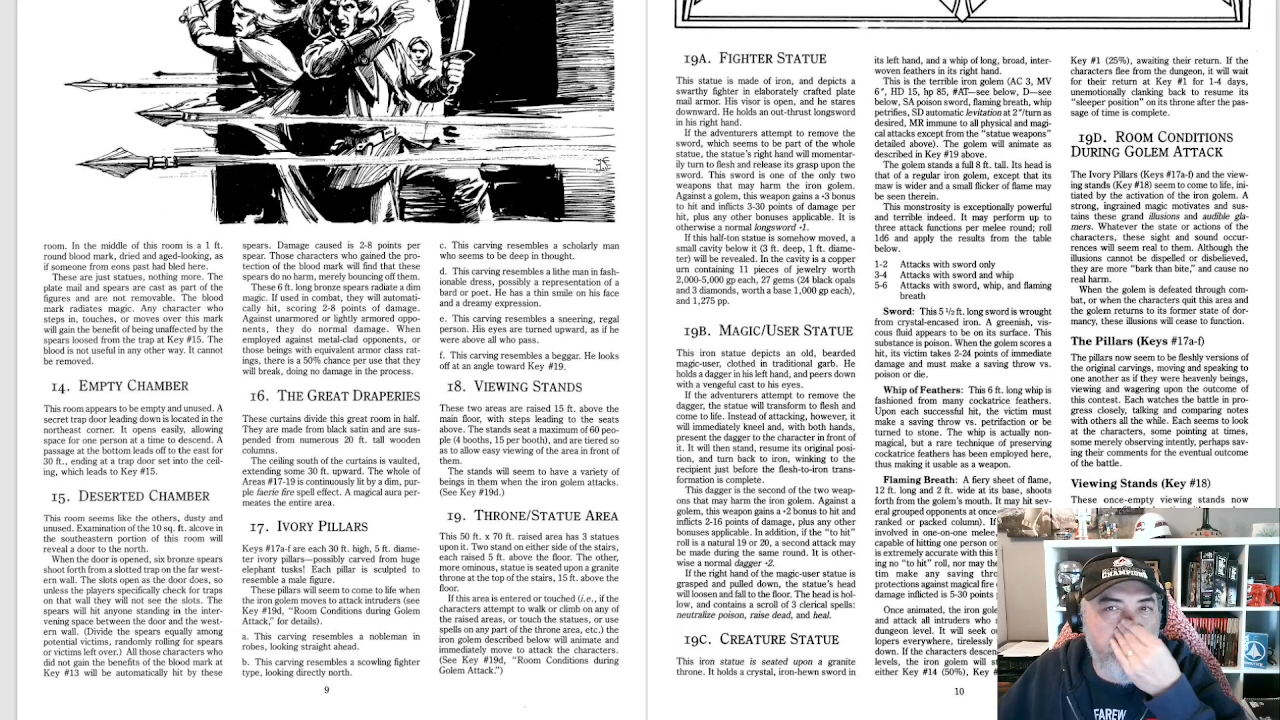 room. In the middle of this room is a 1 ft.
round blood mark, dried and aged-looking, as
if someone from eons past had bled here.
These are just statues, nothing more. The
plate mail and spears are cast as part of the
figures and are not removable. The blood
mark radiates magic. Any character who
steps in, touches, or moves over this mark
will gain the benefit of being unaffected by the
spears loosed from the trap at Key #15. The
blood is not useful in any other way. It cannot
be removed.
14. EMPTY CHAMBER
This room appears to be empty and unused. A
secret trap door leading down is located in the
northeast corner. It opens easily, allowing
space for one person at a time to descend. A
passage at the bottom leads off to the east for
30 ft., ending at a trap door set into the ceil-
ing, which leads to Key #15.
15. DESERTED CHAMBER
This room seems like the others, dusty and
unused. Examination of the 10 sq. ft. alcove in
the southeastern portion of this room will
reveal a door to the north.
When the door is opened, six bronze spears
shoot forth from a slotted trap on the far west-
ern wall. The slots open as the door does, so
unless the players specifically check for traps
on that wall they will not see the slots. The
spears will hit anyone standing in the inter-
vening space between the door and the west-
ern wall. (Divide the spears equally among
potential victims, randomly rolling for spears
or victims left over.) All those characters who
did not gain the benefits of the blood mark at
Key #13 will be automatically hit by these
spears. Damage caused is 2-8 points per
spear. Those characters who gained the pro-
tection of the blood mark will find that these
spears do no harm, merely bouncing off them.
These 6 ft. long bronze spears radiate a dim
magic. If used in combat, they will automati-
cally hit, scoring 2-8 points of damage.
Against unarmored or lightly armored oppo-
nents, they do normal damage. When
employed against metal-clad opponents, or
those beings with equivalent armor class rat-
ings, there is a 50% chance per use that they
will break, doing no damage in the process.
16. THE GREAT DRAPERIES
These curtains divide this great room in half.
They are made from black satin and are sus-
pended from numerous 20 ft. tall wooden
columns.
The ceiling south of the curtains is vaulted,
extending some 30 ft. upward. The whole of
Areas #17-19 is continually lit by a dim, pur-
ple faerie fire spell effect. A magical aura per-
meates the entire area.
17. IVORY PILLARS
Keys #17a-f are each 30 ft. high, 5 ft. diame-
ter ivory pillars—possibly carved from huge
elephant tusks! Each pillar is sculpted to
resemble a male figure.
These pillars will seem to come to life when
the iron golem moves to attack intruders (see
Key #19d, "Room Conditions during Golem
Attack," for details).
a. This carving resembles a nobleman in
robes, looking straight ahead.
b. This carving resembles a scowling fighter
type, looking directly north.
9
c. This carving resembles a scholarly man
who seems to be deep in thought.
d. This carving resembles a lithe man in fash-
ionable dress, possibly a representation of a
bard or poet. He has a thin smile on his face
and a dreamy expression.
e. This carving resembles a sneering, regal
person. His eyes are turned upward, as if he
were above all who pass.
f. This carving resembles a beggar. He looks
off at an angle toward Key #19.
18. VIEWING STANDS
These two areas are raised 15 ft. above the
main floor, with steps leading to the areas
above. The stands seat a maximum of 60 peo-
ple (4 booths, 15 per booth), and are tiered so
as to allow easy viewing of the area in front of
them.
The stands will seem to have a variety of
beings in them when the iron golem attacks.
(See Key #19d.)
19. THRONE/STATUE AREA
This 50 ft. x 70 ft. raised area has 3 statues
upon it. Two stand on either side of the stairs,
each raised 5 ft. above the floor. The other,
more ominous, statue is seated upon a granite
throne at the top of the stairs, 15 ft. above the
floor.
If this area is entered or touched (i.e., if the
characters attempt to walk or climb on any of
the raised areas, or touch the statues, or use
spells on any part of the throne area, etc.) the
iron golem described below will animate and
immediately move to attack the characters.
(See Key #19d, "Room Conditions during
Golem Attack.")
19A. FIGHTER STATUE
This statue is made of iron, and depicts a
swarthy fighter in elaborately crafted plate
mail armor. His visor is open, and he stares
downward. He holds an out-thrust longsword
in his right hand.
If the adventurers attempt to remove the
sword, which seems to be part of the whole
statue, the statue's right hand will momentar-
ily turn to flesh and release its grasp upon the
sword. This sword is one of the only two
weapons that may harm the iron golem.
Against a golem, this weapon gains a +3 bonus
to hit and inflicts 3-30 points of damage per
hit, plus any other bonuses applicable. It is
otherwise a normal longsword +1.
If this half-ton statue is somehow moved, a
small cavity below it (3 ft. deep, 1 ft. diame-
ter) will be revealed. In the cavity is a copper
urn containing 11 pieces of jewelry worth
2,000-5,000 gp each, 27 gems (24 black opals
and 3 diamonds, worth a base 1,000 gp each),
and 1,275 pp.
19B. MAGIC/USER STATUE
This iron statue depicts an old, bearded
magic-user, clothed in traditional garb. He
holds a dagger in his left hand, and peers down
with a vengeful cast to his eyes.
If the adventurers attempt to remove the
dagger, the statue will transform to flesh and
come to life. Instead of attacking, however, it
will immediately kneel and, with both hands,
present the dagger to the character in front of
it. It will then stand, resume its original posi-
tion, and turn back to iron, winking to the
recipient just before the flesh-to-iron trans-
formation is complete.
This dagger is the second of the two weap-
ons that may harm the iron golem. Against a
golem, this weapon gains a +2 bonus to hit and
inflicts 2-16 points of damage, plus any other
bonuses applicable. In addition, if the "to hit"
roll is a natural 19 or 20, a second attack may
be made during the same round. It is other-
wise a normal dagger +2.
If the right hand of the magic-user statue is
grasped and pulled down, the statue's head
will loosen and fall to the floor. The head is hol-
low, and contains a scroll of 3 clerical spells:
neutralize poison, raise dead, and heal.
19C. CREATURE STATUE
This iron statue is seated upon a granite
throne. It holds a crystal, iron-hewn sword in
its left hand, and a whip of long, broad, inter-
woven feathers in its right hand.
This is the terrible iron golem (AC 3, MV
6", HD 15, hp 85, #AT—see below, D—see
below, SA poison sword, flaming breath, whip
petrifies, SD automatic levitation at 2"/turn as
desired, MR immune to all physical and magi-
cal attacks except from the "statue weapons"
detailed above). The golem will animate as
described in Key #19 above.
The golem stands a full 8 ft. tall. Its head is
that of a regular iron golem, except that its
maw is wider and a small flicker of flame may
be seen therein.
This monstrosity is exceptionally powerful
and terrible indeed. It may perform up to
three attack functions per melee round; roll
1d6 and apply the results from the table
below.
1-2 Attacks with sword only
3-4 Attacks with sword and whip
5-6 Attacks with sword, whip, and flaming
breath
Sword: This 5 ½ ft. long sword is wrought
from crystal-encased iron. A greenish, vis-
cous fluid appears to be on its surface. This
substance is poison. When the golem scores a
hit, its victim takes 2-24 points of immediate
damage and must make a saving throw vs.
poison or die.
Whip of Feathers: This 6 ft. long whip is
fashioned from many cockatrice feathers.
Upon each successful hit, the victim must
make a saving throw vs. petrifaction or be
turned to stone. The whip is actually non-
magical, but a rare technique of preserving
cockatrice feathers has been employed here,
thus making it usable as a weapon.
Flaming Breath: A fiery sheet of flame,
12 ft. long and 2 ft. wide at its base, shoots
forth from the golem's mouth. It may hit sev-
eral grouped opponents at once
ranked or packed column). If
involved in one-on-one melee
capable of hitting one person
is extremely accurate with this
ing no "to hit" roll, nor may the
tim make any saving thro
protections against magical fire
damage inflicted is 5-30 points
Once animated, the iron gole
and attack all intruders who
dungeon level. It will seek o
lopers everywhere, tirelessly
down. If the characters descen
levels, the iron golem will st
either Key #14 (50%), Key #
10
Key #1 (25%), awaiting their return. If the
characters flee from the dungeon, it will wait
for their return at Key #1 for 1-4 days,
unemotionally clanking back to resume its
"sleeper position" on its throne after the pas-
sage of time is complete.
19D. ROOM CONDITIONS
DURING GOLEM ATTACK
The Ivory Pillars (Keys #17a-f) and the view-
ing stands (Key #18) seem to come to life, ini-
tiated by the activation of the iron golem. A
strong, ingrained magic motivates and sus-
tains these grand illusions and audible gla-
mers. Whatever the state or actions of the
characters, these sight and sound occur-
rences will seem real to them. Although the
illusions cannot be dispelled or disbelieved,
they are more "bark than bite," and cause no
real harm.
When the golem is defeated through com-
bat, or when the characters quit this area and
the golem returns to its former state of dor-
mancy, these illusions will cease to function.
The Pillars (Keys #17a-f)
The pillars now seem to be fleshly versions of
the original carvings, moving and speaking to
one another as if they were heavenly beings,
viewing and wagering upon the outcome of
this contest. Each watches the battle in pro-
gress closely, talking and comparing notes
with others all the while. Each seems to look
at the characters, some pointing at times,
some merely observing intently, perhaps sav-
ing their comments for the eventual outcome
of the battle.
Viewing Stands (Key #18)
These once-empty viewing stands now
CHAMPION
FAREW